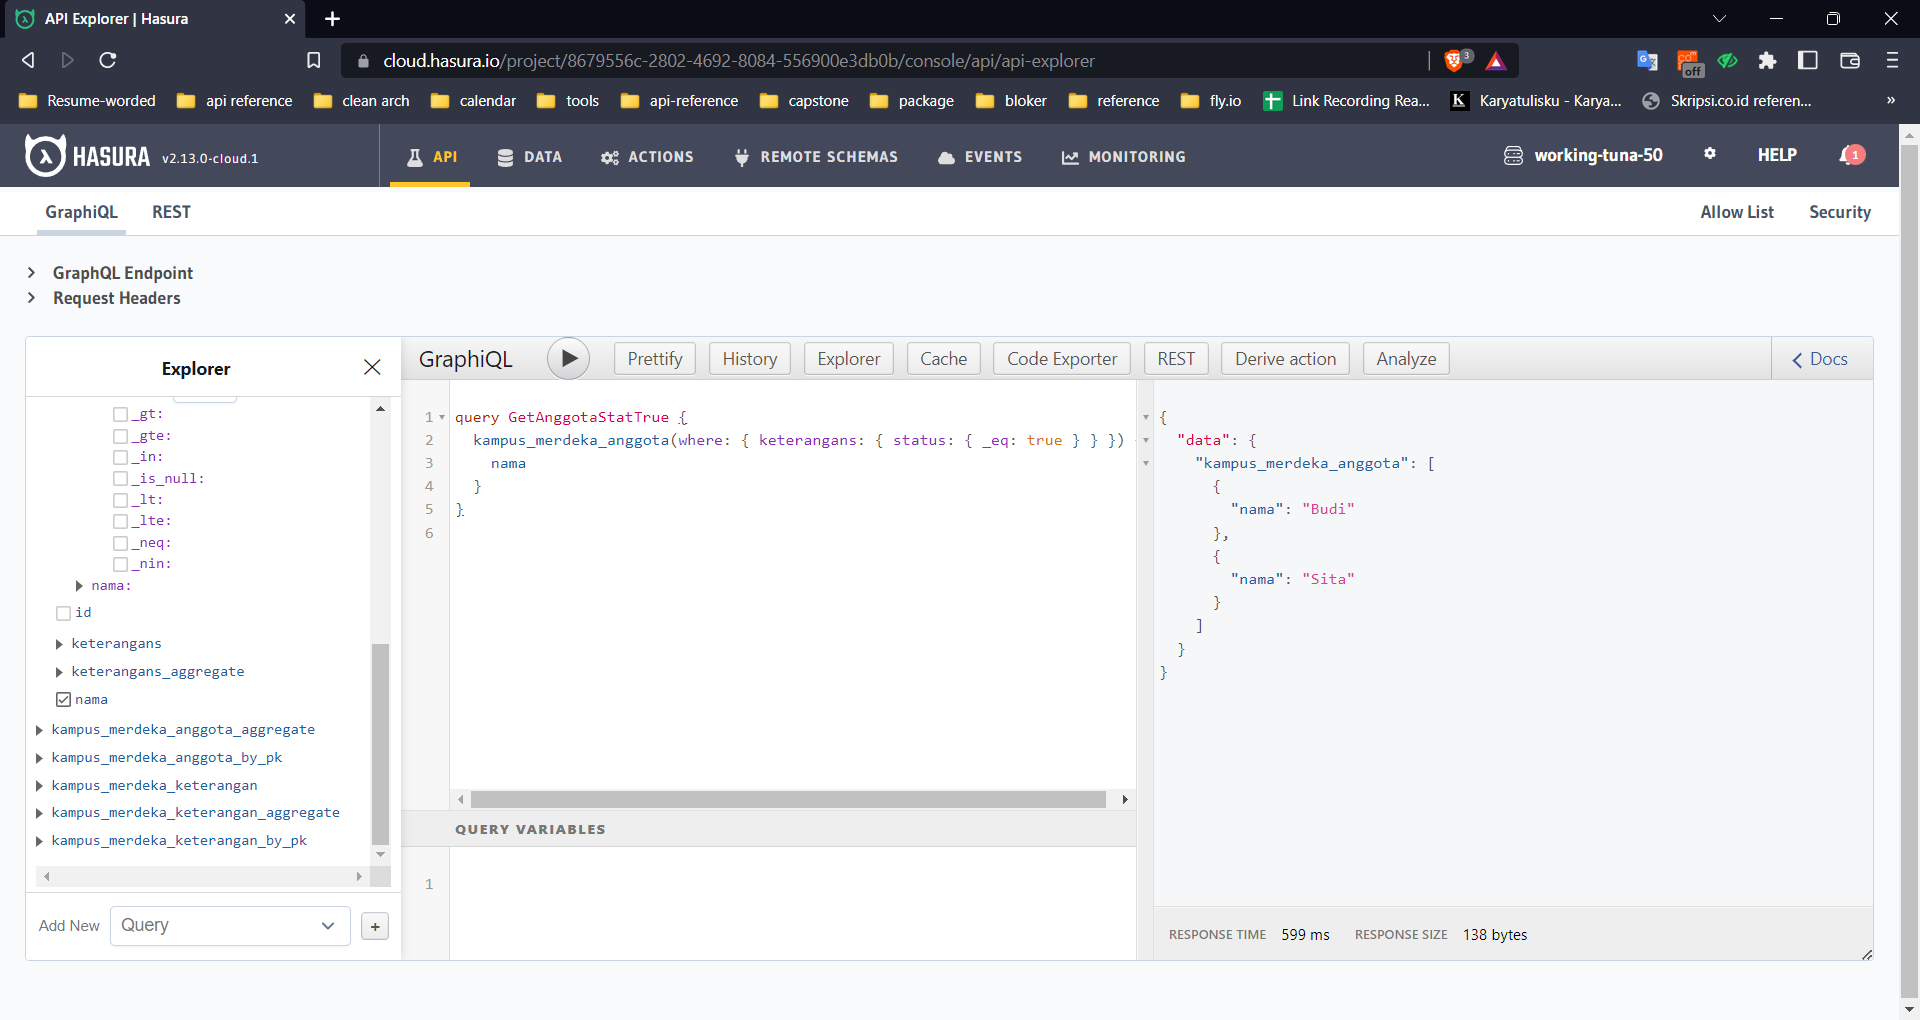 API Explorer | Hasura
cloud.hasura.io/project/8679556c-2802-4692-8084-556900e3db0b/console/api/api-explorer
3
off
Resume-worded
api reference
clean arch
calendar
tools
api-reference
capstone
package
bloker
reference
fly.io
Link Recording Rea...
K
Karyatulisku - Karya...
Skripsi.co.id referen...
»
HASURA v2.13.0-cloud.1
API
DATA
ACTIONS
REMOTE SCHEMAS
EVENTS
MONITORING
working-tuna-50
HELP
1
GraphiQL
REST
Allow List
Security
GraphQL Endpoint
Request Headers
Explorer
GraphiQL
Prettify
History
Explorer
Cache
Code Exporter
REST
Derive action
Analyze
Docs
_gt:
_gte:
_in:
_is_null:
_lt:
_lte:
_neq:
_nin:
nama:
id
keterangans
keterangans_aggregate
nama
kampus_merdeka_anggota_aggregate
kampus_merdeka_anggota_by_pk
kampus_merdeka_keterangan
kampus_merdeka_keterangan_aggregate
kampus_merdeka_keterangan_by_pk
Add New Query +
1 query GetAnggotaStatTrue {
2 kampus_merdeka_anggota(where: { keterangans: { status: { _eq: true } } })
3 nama
4 }
5 }
6
QUERY VARIABLES
1
{
"data": {
"kampus_merdeka_anggota": [
{
"nama": "Budi"
},
{
"nama": "Sita"
}
]
}
}
RESPONSE TIME 599 ms RESPONSE SIZE 138 bytes